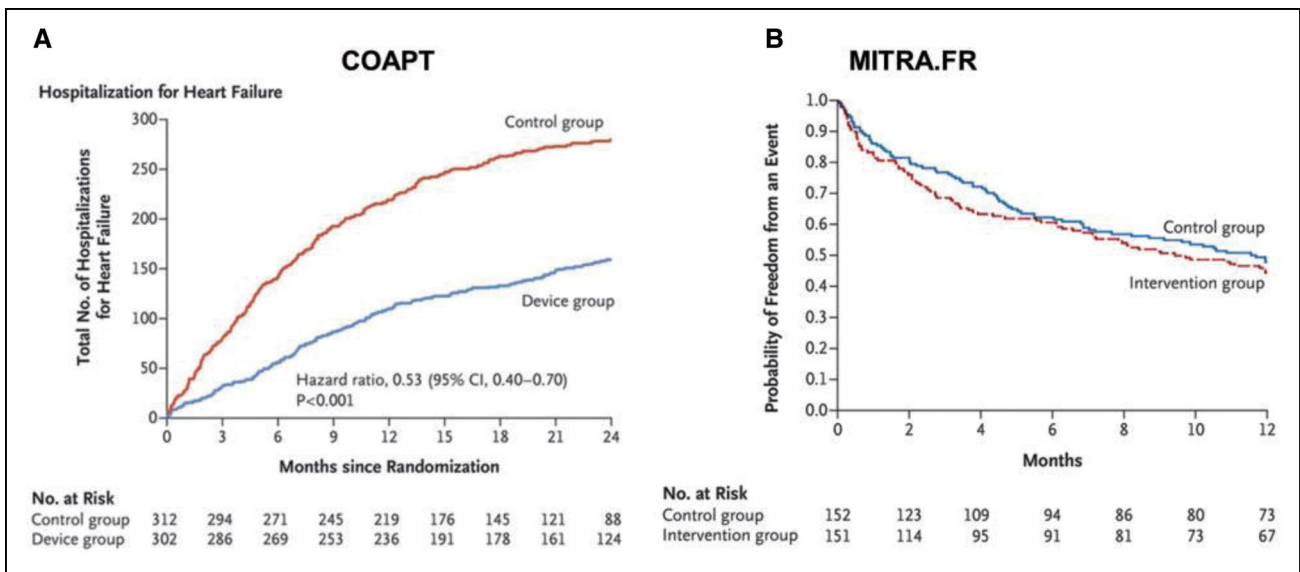 A
COAPT
Hospitalization for Heart Failure
Total No. of Hospitalizations
for Heart Failure
300
250
200
150
100
50
0
Control group
Device group
Hazard ratio, 0.53 (95% CI, 0.40–0.70)
P<0.001
0 3 6 9 12 15 18 21 24
Months since Randomization
No. at Risk
Control group 312 294 271 245 219 176 145 121 88
Device group 302 286 269 253 236 191 178 161 124
B
MITRA.FR
Probability of Freedom from an Event
1.0
0.9
0.8
0.7
0.6
0.5
0.4
0.3
0.2
0.1
0.0
Control group
Intervention group
0 2 4 6 8 10 12
Months
No. at Risk
Control group 152 123 109 94 86 80 73
Intervention group 151 114 95 91 81 73 67